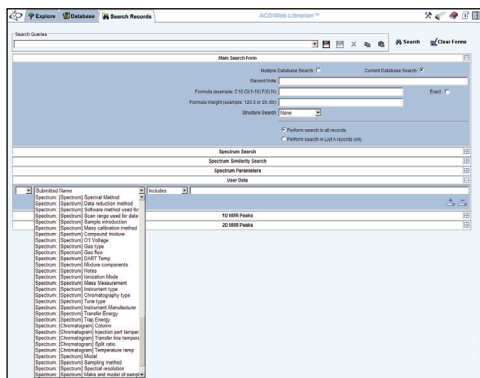 Explore Database Search Records ACD/Web Librarian™
Search Queries
Search Clear Forms
Main Search Form
Multiple Database Search Current Database Search
Record Note
Formula (example: C10 Cl(1-10) F(0) N) Exact
Formula Weight (example: 120.3 or 20..60)
Structure Search None
Perform search in all records
Perform search in List A records only
Spectrum Search
Spectrum Similarity Search
Spectrum Parameters
User Data
Submitted Name Includes
Spectrum: [Spectrum] Spectral Method
Spectrum: [Spectrum] Data reduction method
Spectrum: [Spectrum] Software method used for
Spectrum: [Spectrum] Scan range used for data
Spectrum: [Spectrum] Sample introduction
Spectrum: [Spectrum] Mass calibration method
Spectrum: [Spectrum] Compound mixture
Spectrum: [Spectrum] O1 Voltage
Spectrum: [Spectrum] Gas type
Spectrum: [Spectrum] Gas flow
Spectrum: [Spectrum] DART Temp
Spectrum: [Spectrum] Mixture components
Spectrum: [Spectrum] Notes
Spectrum: [Spectrum] Ionization Mode
Spectrum: [Spectrum] Mass Measurement
Spectrum: [Spectrum] Instrument type
Spectrum: [Spectrum] Chromatography type
Spectrum: [Spectrum] Tune type
Spectrum: [Spectrum] Instrument Manufacturer
Spectrum: [Spectrum] Transfer Energy
Spectrum: [Spectrum] Trap Energy
Spectrum: [Chromatogram] Column
Spectrum: [Chromatogram] Injection port temper
Spectrum: [Chromatogram] Transfer line tempera
Spectrum: [Chromatogram] Split ratio
Spectrum: [Chromatogram] Temperature ramp
Spectrum: [Spectrum] Model
Spectrum: [Spectrum] Sampling method
Spectrum: [Spectrum] Spectral resolution
Spectrum: [Spectrum] Make and model of sampl
1D NMR Peaks
2D NMR Peaks